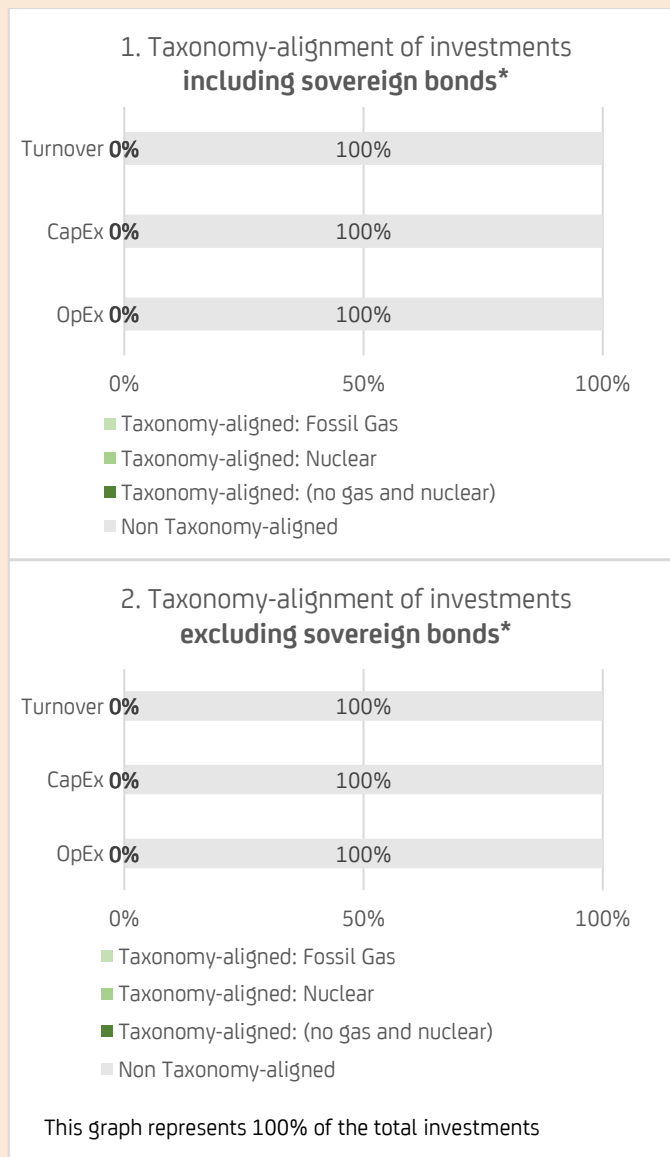 1. Taxonomy-alignment of investments
including sovereign bonds*
Turnover 0% 100%
CapEx 0% 100%
OpEx 0% 100%
0% 50% 100%
Taxonomy-aligned: Fossil Gas
Taxonomy-aligned: Nuclear
Taxonomy-aligned: (no gas and nuclear)
Non Taxonomy-aligned
2. Taxonomy-alignment of investments
excluding sovereign bonds*
Turnover 0% 100%
CapEx 0% 100%
OpEx 0% 100%
0% 50% 100%
Taxonomy-aligned: Fossil Gas
Taxonomy-aligned: Nuclear
Taxonomy-aligned: (no gas and nuclear)
Non Taxonomy-aligned
This graph represents 100% of the total investments